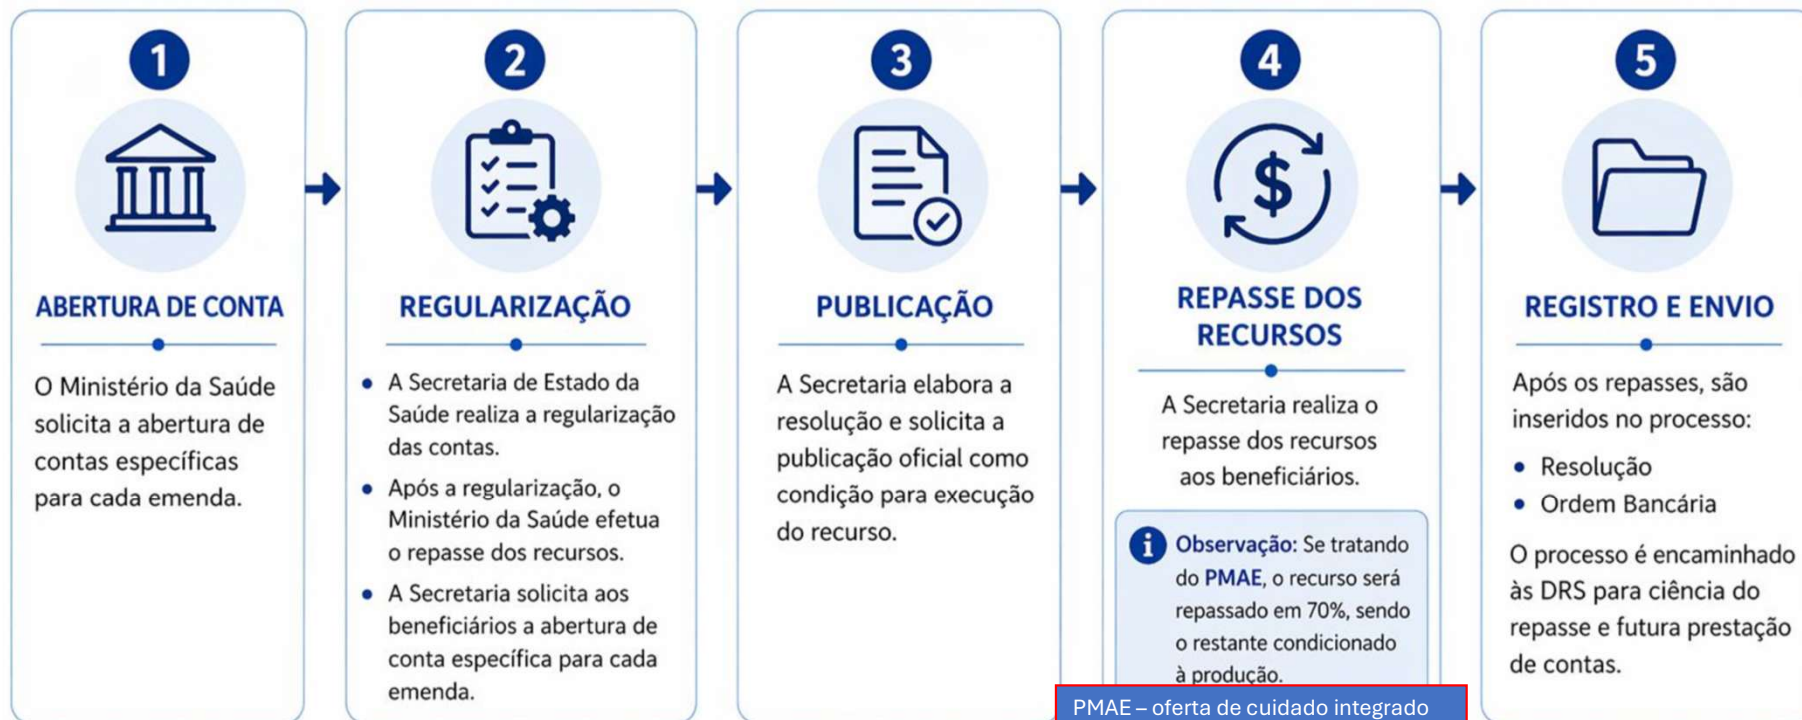 1
ABERTURA DE CONTA
O Ministério da Saúde
solicita a abertura de
contas específicas
para cada emenda.
2
REGULARIZAÇÃO
• A Secretaria de Estado da
Saúde realiza a regularização
das contas.
• Após a regularização, o
Ministério da Saúde efetua
o repasse dos recursos.
• A Secretaria solicita aos
beneficiários a abertura de
conta específica para cada
emenda.
3
PUBLICAÇÃO
A Secretaria elabora a
resolução e solicita a
publicação oficial como
condição para execução
do recurso.
4
$
REPASSE DOS
RECURSOS
A Secretaria realiza o
repasse dos recursos
aos beneficiários.
i
Observação: Se tratando
do PMAE, o recurso será
repassado em 70%, sendo
o restante condicionado
à produção.
PMAE – oferta de cuidado integrado
5
REGISTRO E ENVIO
Após os repasses, são
inseridos no processo:
• Resolução
• Ordem Bancária
O processo é encaminhado
às DRS para ciência do
repasse e futura prestação
de contas.